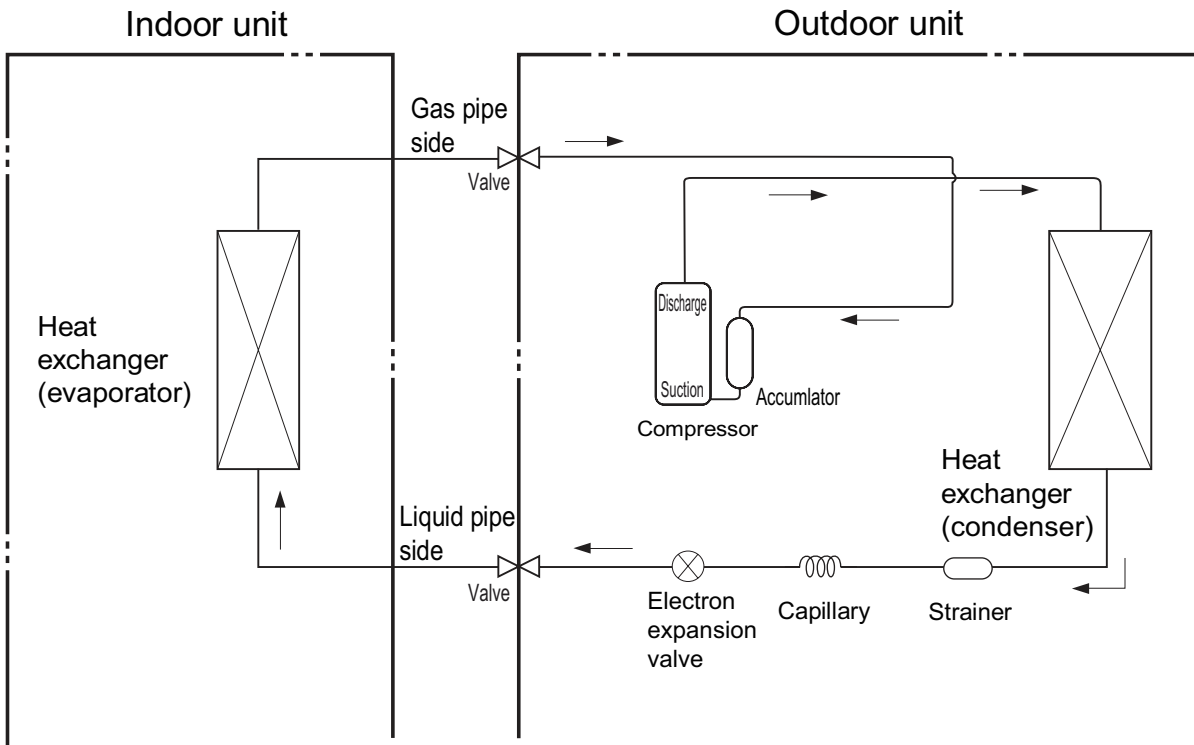 Indoor unit
Outdoor unit
Gas pipe
side
Valve
Discharge
Suction
Accumlator
Compressor
Heat
exchanger
(evaporator)
Heat
exchanger
(condenser)
Liquid pipe
side
Valve
Electron
expansion
valve
Capillary
Strainer